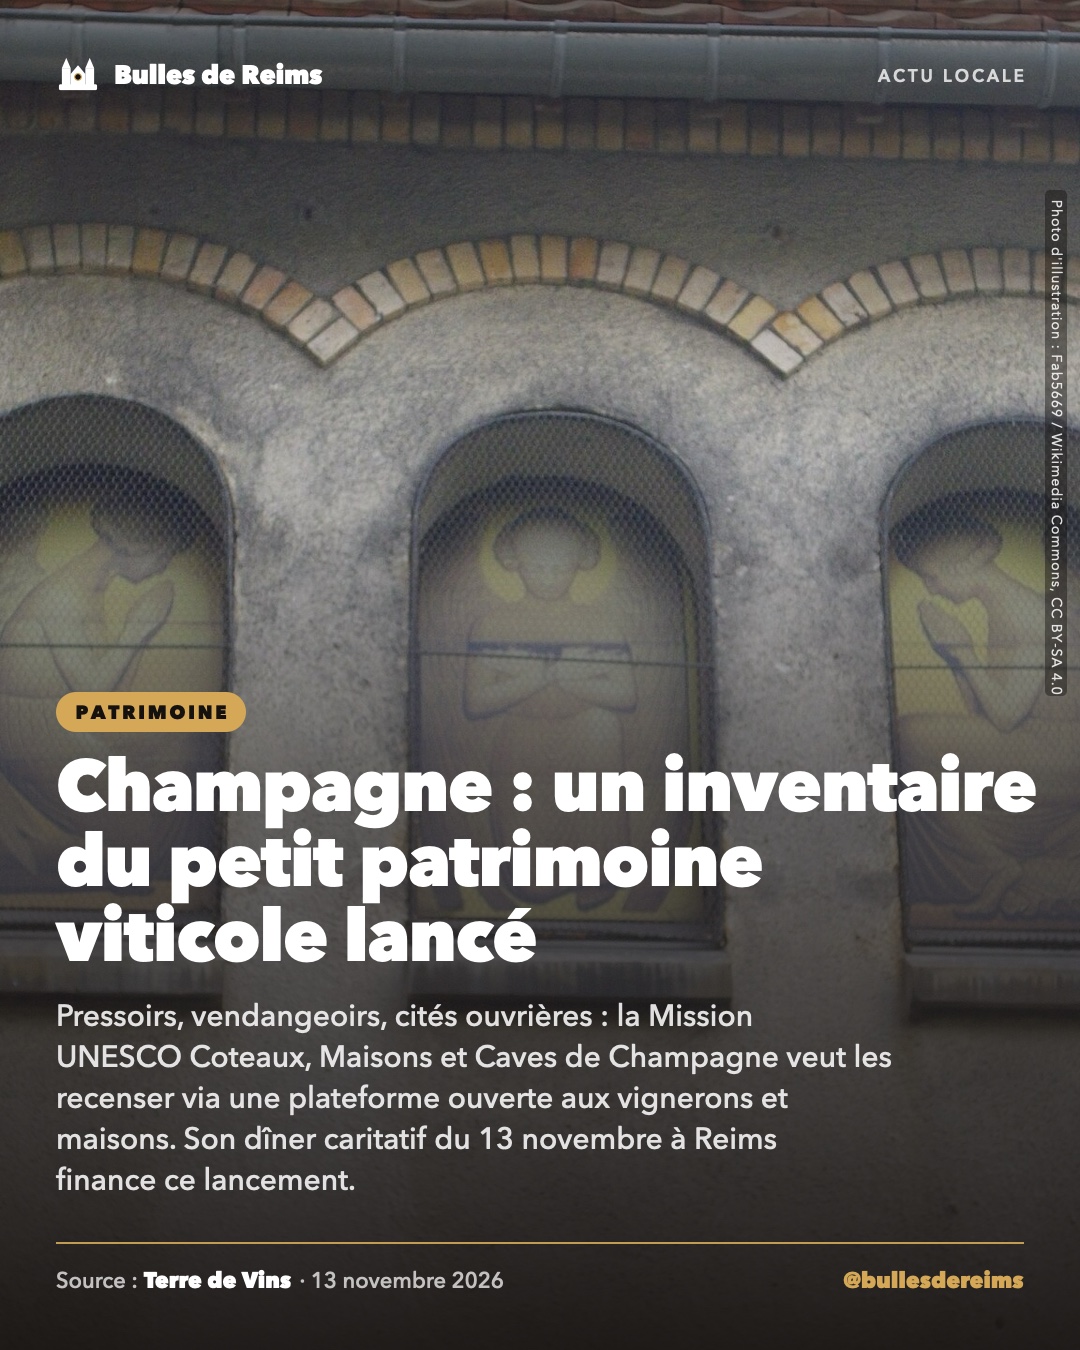 Bulles de Reims
ACTU LOCALE
Photo d'illustration : Fab5669 / Wikimedia Commons, CC BY-SA 4.0
PATRIMOINE
Champagne : un inventaire
du petit patrimoine
viticole lancé
Pressoirs, vendangeoirs, cités ouvrières : la Mission
UNESCO Coteaux, Maisons et Caves de Champagne veut les
recenser via une plateforme ouverte aux vignerons et
maisons. Son dîner caritatif du 13 novembre à Reims
finance ce lancement.
Source : Terre de Vins · 13 novembre 2026
@bullesdereims